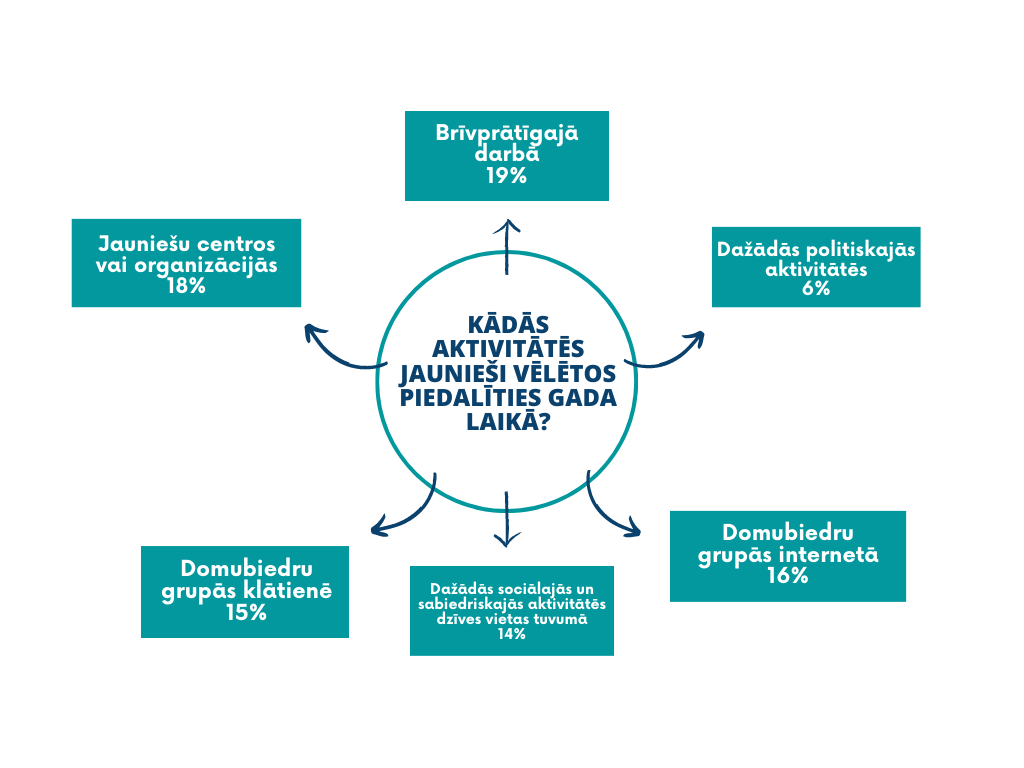 Brīvprātīgajā
darbā
19%
Jauniešu centros
vai organizācijās
18%
Dažādās politiskajās
aktivitātēs
6%
KĀDĀS
AKTIVITĀTĒS
JAUNIEŠI VĒLĒTOS
PIEDALĪTIES GADA
LAIKĀ?
Domubiedru
grupās klātienē
15%
Dažādās sociālajās un
sabiedriskajās aktivitātēs
dzīves vietas tuvumā
14%
Domubiedru
grupās internetā
16%